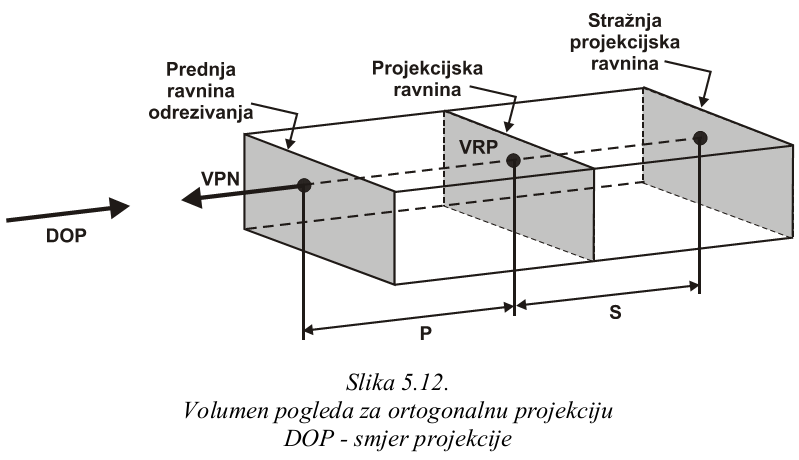 Stražnja
projekcijska
ravnina
Projekcijska
ravnina
Prednja
ravnina
odrezivanja
VRP
VPN
DOP
P
S
Slika 5.12.
Volumen pogleda za ortogonalnu projekciju
DOP - smjer projekcije